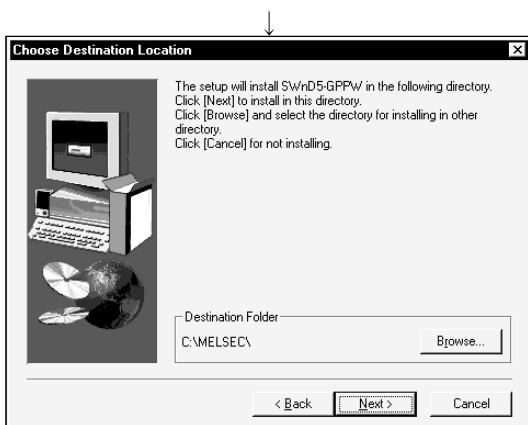 Choose Destination Location
The setup will install SWnD5-GPPW in the following directory.
Click [Next] to install in this directory.
Click [Browse] and select the directory for installing in other
directory.
Click [Cancel] for not installing.
Destination Folder
C:\MELSEC\
Browse...
< Back
Next >
Cancel